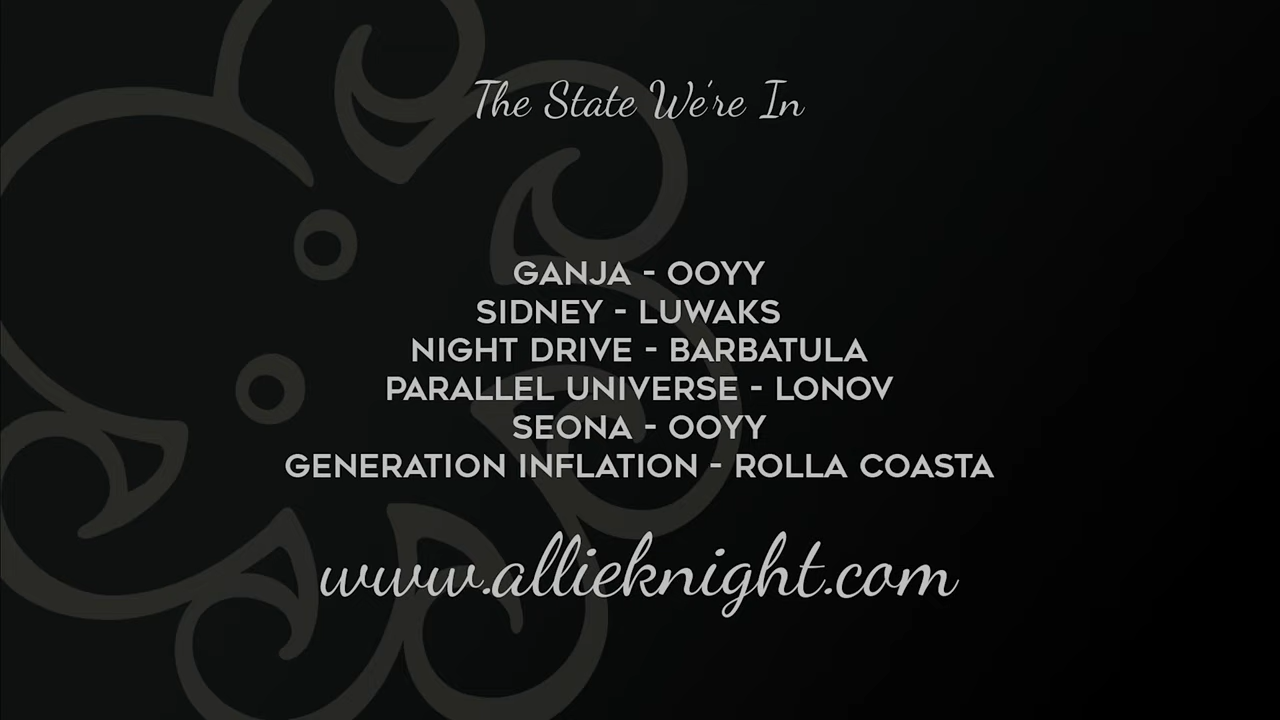 The State We're In
GANJA - OOYY
SIDNEY - LUWAKS
NIGHT DRIVE - BARBATULA
PARALLEL UNIVERSE - LONOV
SEONA - OOYY
GENERATION INFLATION - ROLLA COASTA
www.allieknight.com